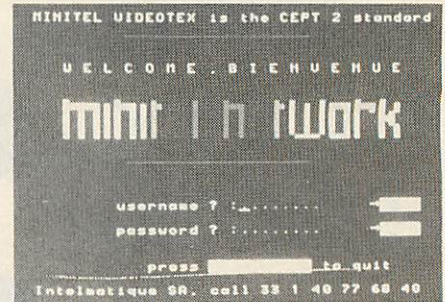 MINITEL VIDEOTEX is the CEPT 2 standard
WELCOME.BIENVENUE
username ? :_.......
password ? :........
press to quit
Intelmatique SA, call 33 1 40 77 68 40